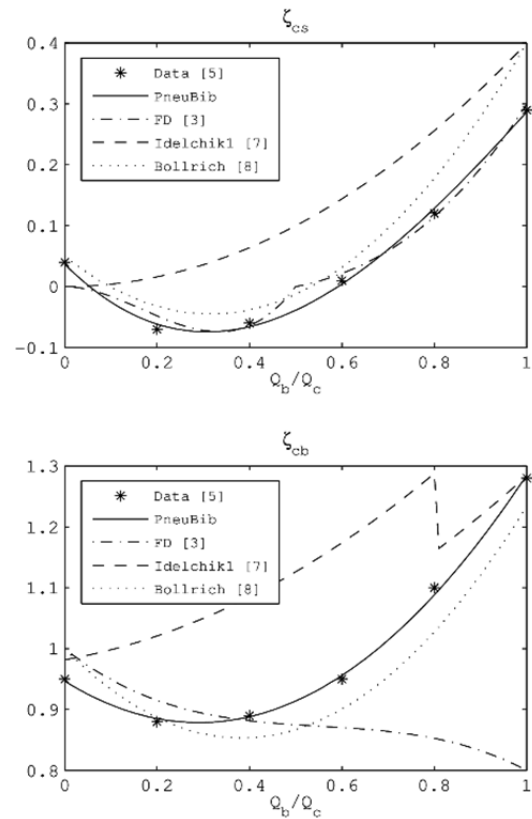 ζcs
0.4
0.3
0.2
0.1
0
-0.1
Data [5]
PneuBib
FD [3]
Idelchik1 [7]
Bollrich [8]
0 0.2 0.4 0.6 0.8 1
Qb/Qc
ζcb
1.3
1.2
1.1
1
0.9
0.8
Data [5]
PneuBib
FD [3]
Idelchik1 [7]
Bollrich [8]
0 0.2 0.4 0.6 0.8 1
Qb/Qc